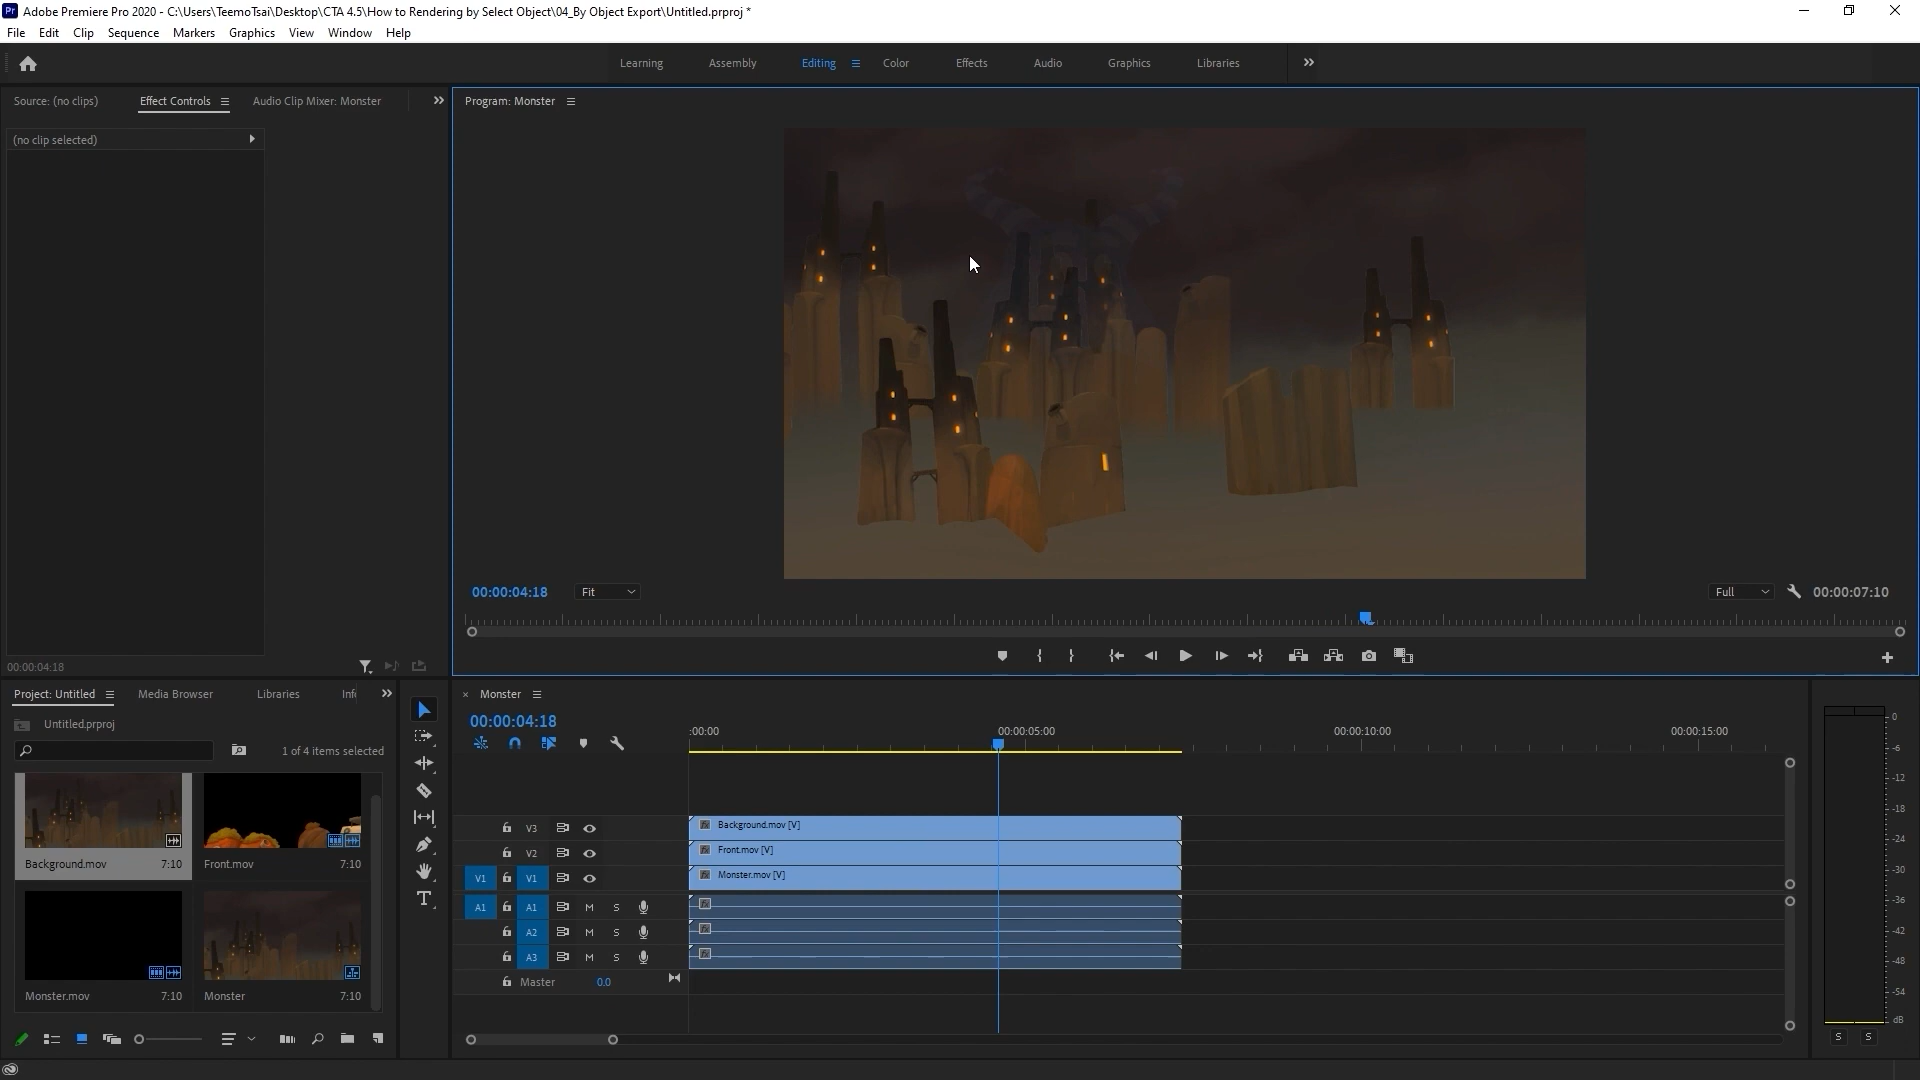 Pr Adobe Premiere Pro 2020 - C:\Users\TeemoTsai\Desktop\CTA 4.5\How to Rendering by Select Object\04_By Object Export\Untitled.prproj *
File Edit Clip Sequence Markers Graphics View Window Help
Learning Assembly Editing Color Effects Audio Graphics Libraries
Source: (no clips) Effect Controls Audio Clip Mixer: Monster
Program: Monster
(no clip selected)
00:00:04:18 Fit Full 00:00:07:10
00:00:04:18
Project: Untitled Media Browser Libraries Info
Untitled.prproj
1 of 4 items selected
Background.mov 7:10 Front.mov 7:10
Monster.mov 7:10 Monster 7:10
× Monster
00:00:04:18
:00:00 00:00:05:00 00:00:10:00 00:00:15:00
V3 Background.mov [V]
V2 Front.mov [V]
V1 V1 Monster.mov [V]
A1 A1 M S
A2 M S
A3 M S
Master 0.0
0
-6
-12
-18
-24
-30
-36
-42
-48
-54
dB
S S